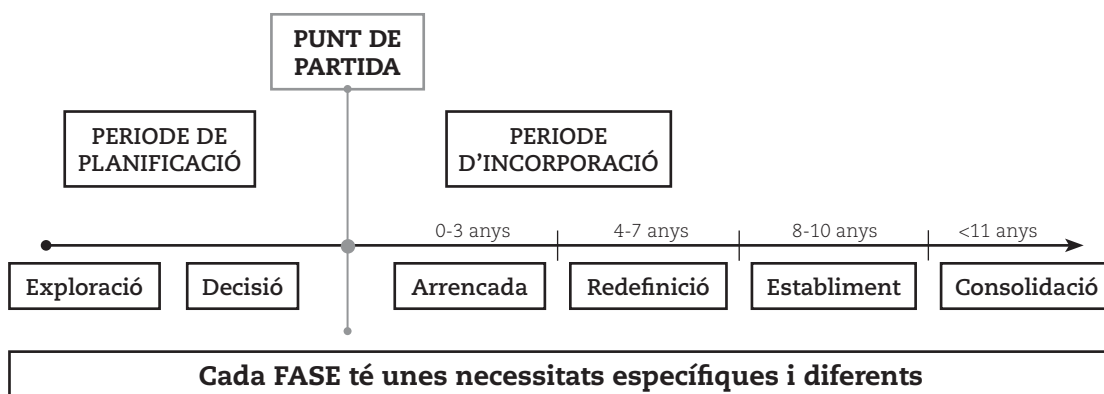 PUNT DE
PARTIDA
PERIODE DE
PLANIFICACIÓ
PERIODE
D’INCORPORACIÓ
0-3 anys
4-7 anys
8-10 anys
<11 anys
Exploració
Decisió
Arrencada
Redefinició
Establiment
Consolidació
Cada FASE té unes necessitats específiques i diferents